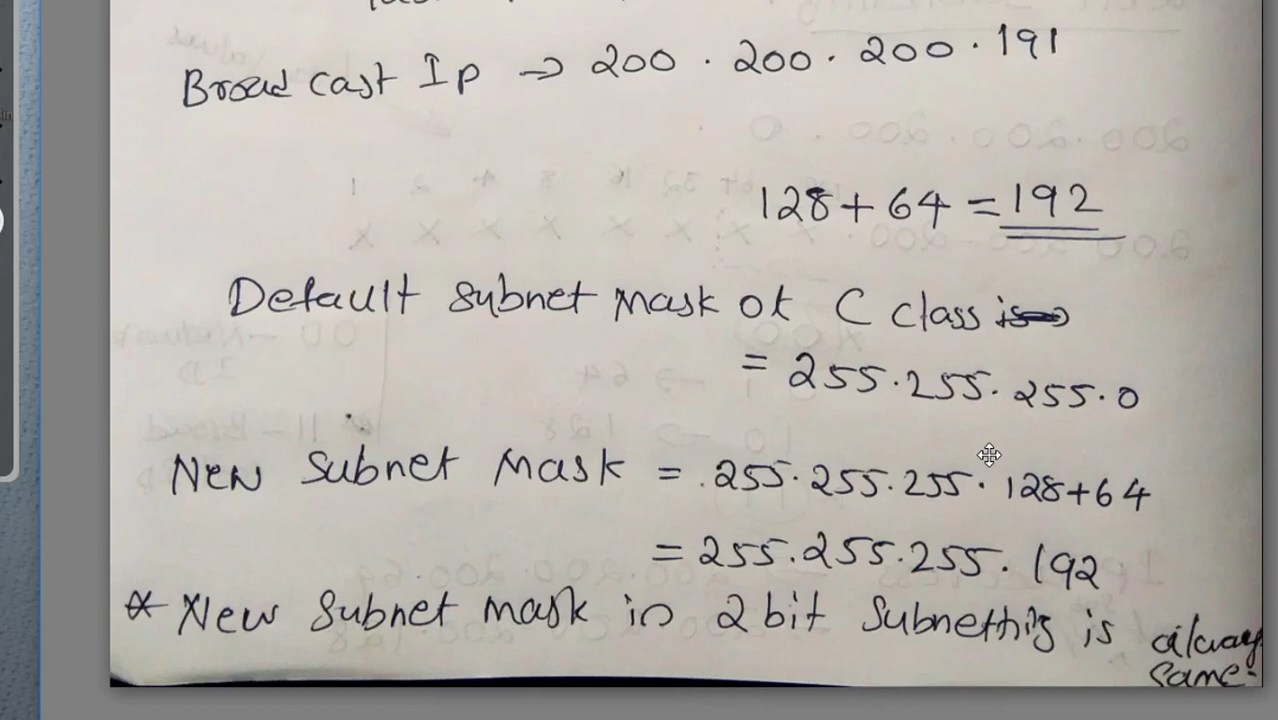 Broad cast Ip → 200 . 200 . 200 . 191
128 + 64 = 192
Default subnet mask of C class is
= 255.255.255.0
New subnet mask = .255.255.255.128+64
= 255.255.255.192
* New subnet mask in 2 bit subnetting is always
same.